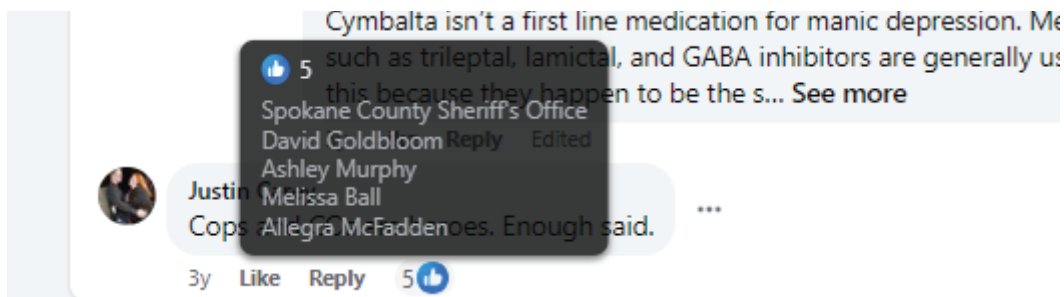 Cymbalta isn't a first line medication for manic depression. Me
such as trileptal, lamictal, and GABA inhibitors are generally us
this because they happen to be the s... See more
Reply Edited
5
Spokane County Sheriff's Office
David Goldbloom
Ashley Murphy
Melissa Ball
Allegra McFadden
Justin
Cops Enough said.
3y Like Reply 5